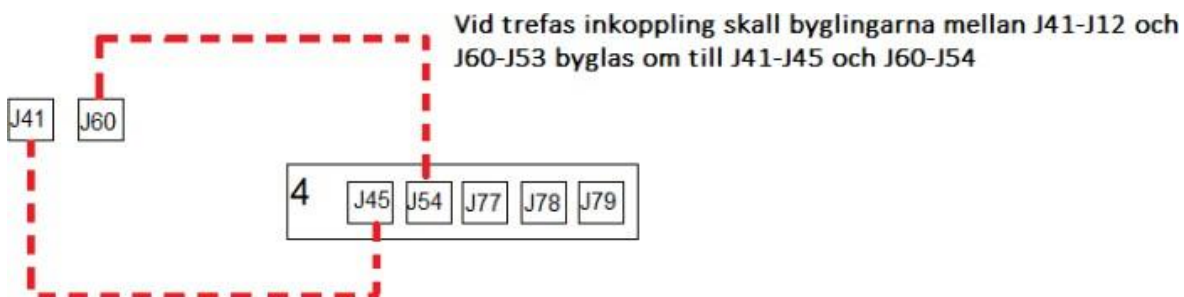 Vid trefas inkoppling skall byglingarna mellan J41-J12 och
J60-J53 byglas om till J41-J45 och J60-J54
J41 J60
4 J45 J54 J77 J78 J79